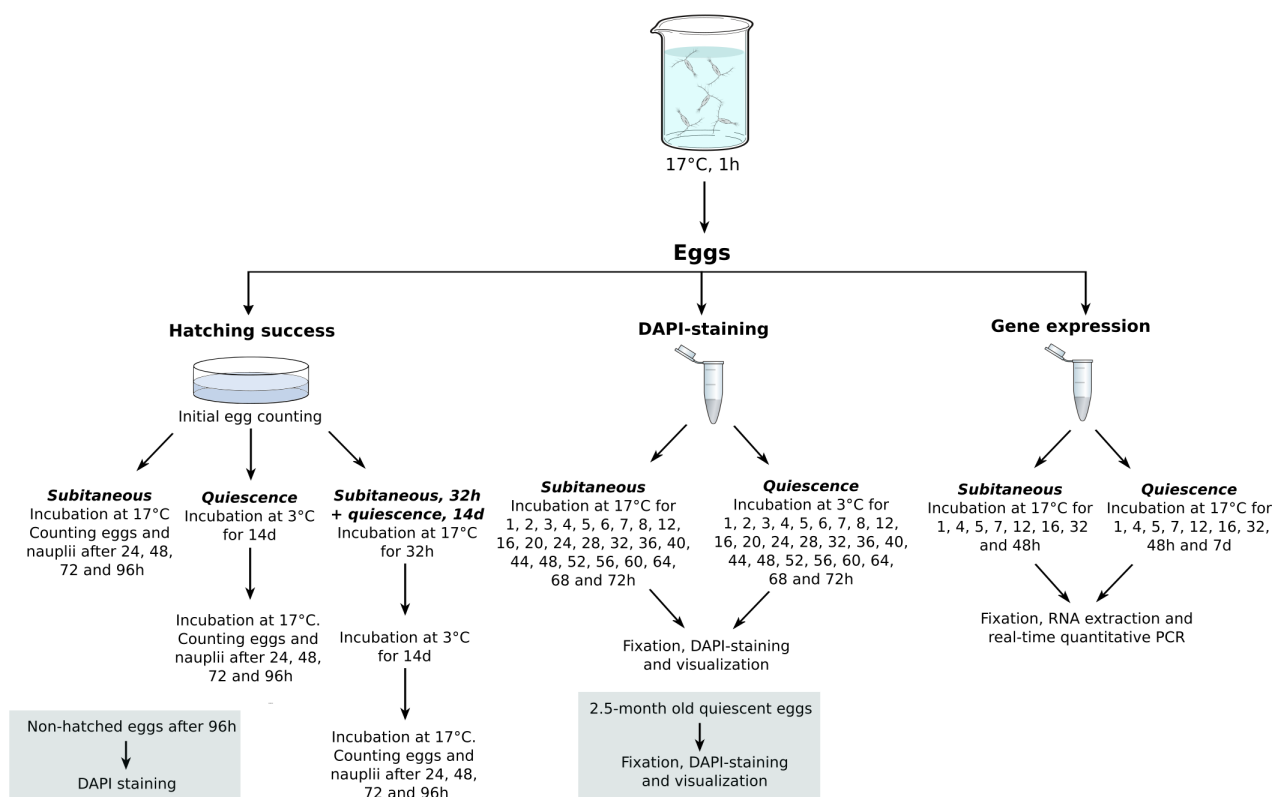 17°C, 1h
Eggs
Hatching success
Initial egg counting
Subitaneous
Incubation at 17°C
Counting eggs and
nauplii after 24, 48,
72 and 96h
Quiescence
Incubation at 3°C
for 14d
Incubation at 17°C.
Counting eggs and
nauplii after 24, 48,
72 and 96h
Subitaneous, 32h
+ quiescence, 14d
Incubation at 17°C
for 32h
Incubation at 3°C
for 14d
Incubation at 17°C.
Counting eggs and
nauplii after 24, 48,
72 and 96h
Non-hatched eggs after 96h
DAPI staining
DAPI-staining
Subitaneous
Incubation at 17°C for
1, 2, 3, 4, 5, 6, 7, 8, 12,
16, 20, 24, 28, 32, 36, 40,
44, 48, 52, 56, 60, 64,
68 and 72h
Quiescence
Incubation at 3°C for
1, 2, 3, 4, 5, 6, 7, 8, 12,
16, 20, 24, 28, 32, 36, 40,
44, 48, 52, 56, 60, 64,
68 and 72h
Fixation, DAPI-staining
and visualization
2.5-month old quiescent eggs
Fixation, DAPI-staining
and visualization
Gene expression
Subitaneous
Incubation at 17°C for
1, 4, 5, 7, 12, 16, 32
and 48h
Quiescence
Incubation at 17°C for
1, 4, 5, 7, 12, 16, 32,
48h and 7d
Fixation, RNA extraction and
real-time quantitative PCR